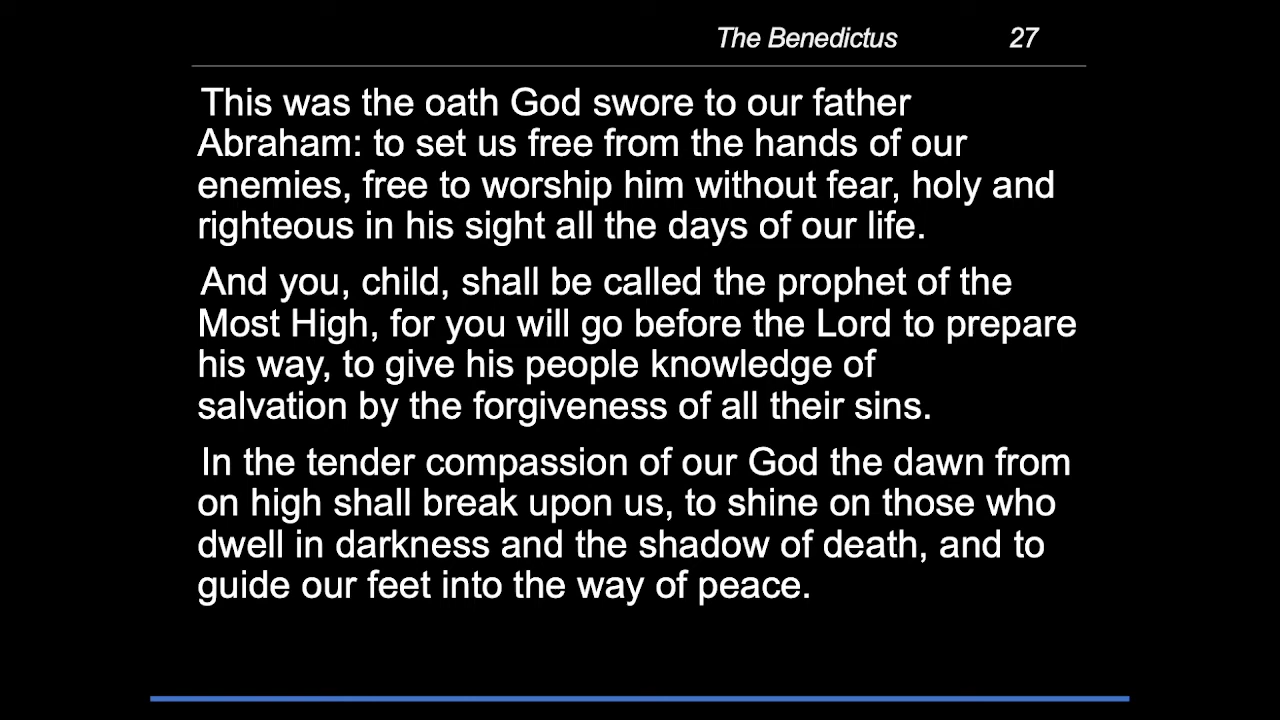 The Benedictus 27
This was the oath God swore to our father
Abraham: to set us free from the hands of our
enemies, free to worship him without fear, holy and
righteous in his sight all the days of our life.
And you, child, shall be called the prophet of the
Most High, for you will go before the Lord to prepare
his way, to give his people knowledge of
salvation by the forgiveness of all their sins.
In the tender compassion of our God the dawn from
on high shall break upon us, to shine on those who
dwell in darkness and the shadow of death, and to
guide our feet into the way of peace.